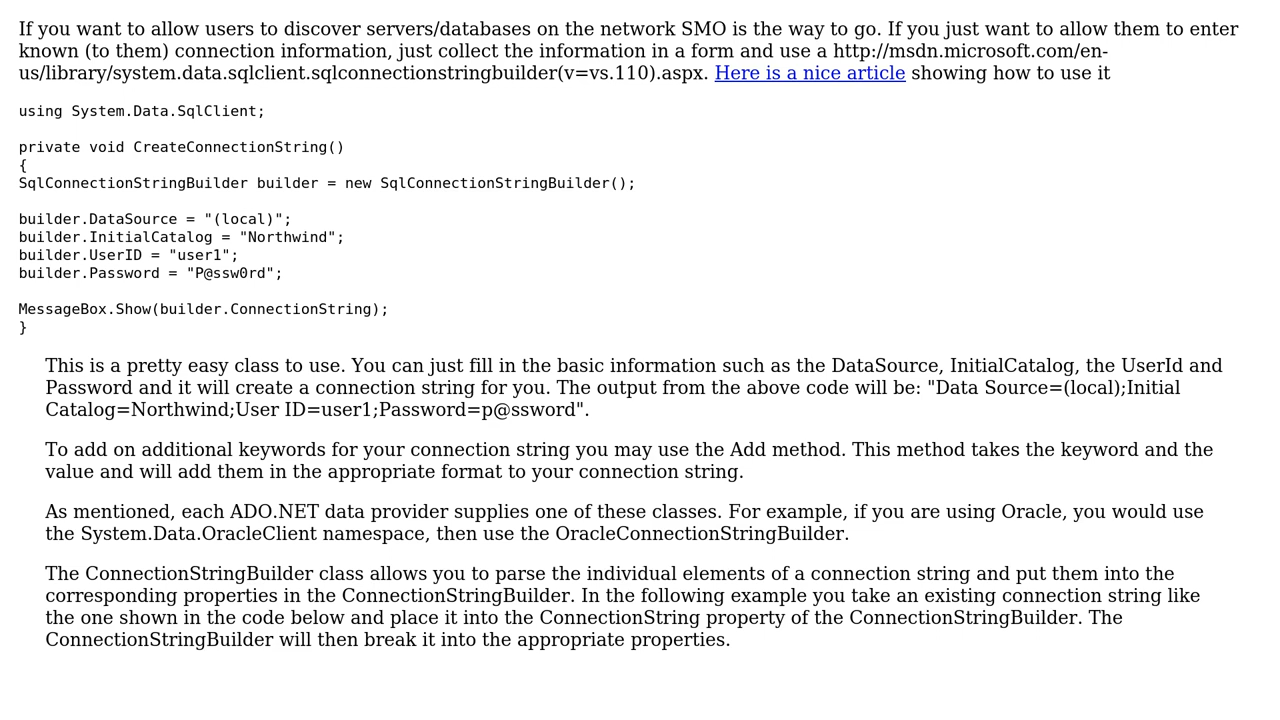 If you want to allow users to discover servers/databases on the network SMO is the way to go. If you just want to allow them to enter
known (to them) connection information, just collect the information in a form and use a http://msdn.microsoft.com/en-
us/library/system.data.sqlclient.sqlconnectionstringbuilder(v=vs.110).aspx. Here is a nice article showing how to use it
using System.Data.SqlClient;
private void CreateConnectionString()
{
SqlConnectionStringBuilder builder = new SqlConnectionStringBuilder();
builder.DataSource = "(local)";
builder.InitialCatalog = "Northwind";
builder.UserID = "user1";
builder.Password = "P@ssw0rd";
MessageBox.Show(builder.ConnectionString);
}
This is a pretty easy class to use. You can just fill in the basic information such as the DataSource, InitialCatalog, the UserId and
Password and it will create a connection string for you. The output from the above code will be: "Data Source=(local);Initial
Catalog=Northwind;User ID=user1;Password=p@ssword".
To add on additional keywords for your connection string you may use the Add method. This method takes the keyword and the
value and will add them in the appropriate format to your connection string.
As mentioned, each ADO.NET data provider supplies one of these classes. For example, if you are using Oracle, you would use
the System.Data.OracleClient namespace, then use the OracleConnectionStringBuilder.
The ConnectionStringBuilder class allows you to parse the individual elements of a connection string and put them into the
corresponding properties in the ConnectionStringBuilder. In the following example you take an existing connection string like
the one shown in the code below and place it into the ConnectionString property of the ConnectionStringBuilder. The
ConnectionStringBuilder will then break it into the appropriate properties.